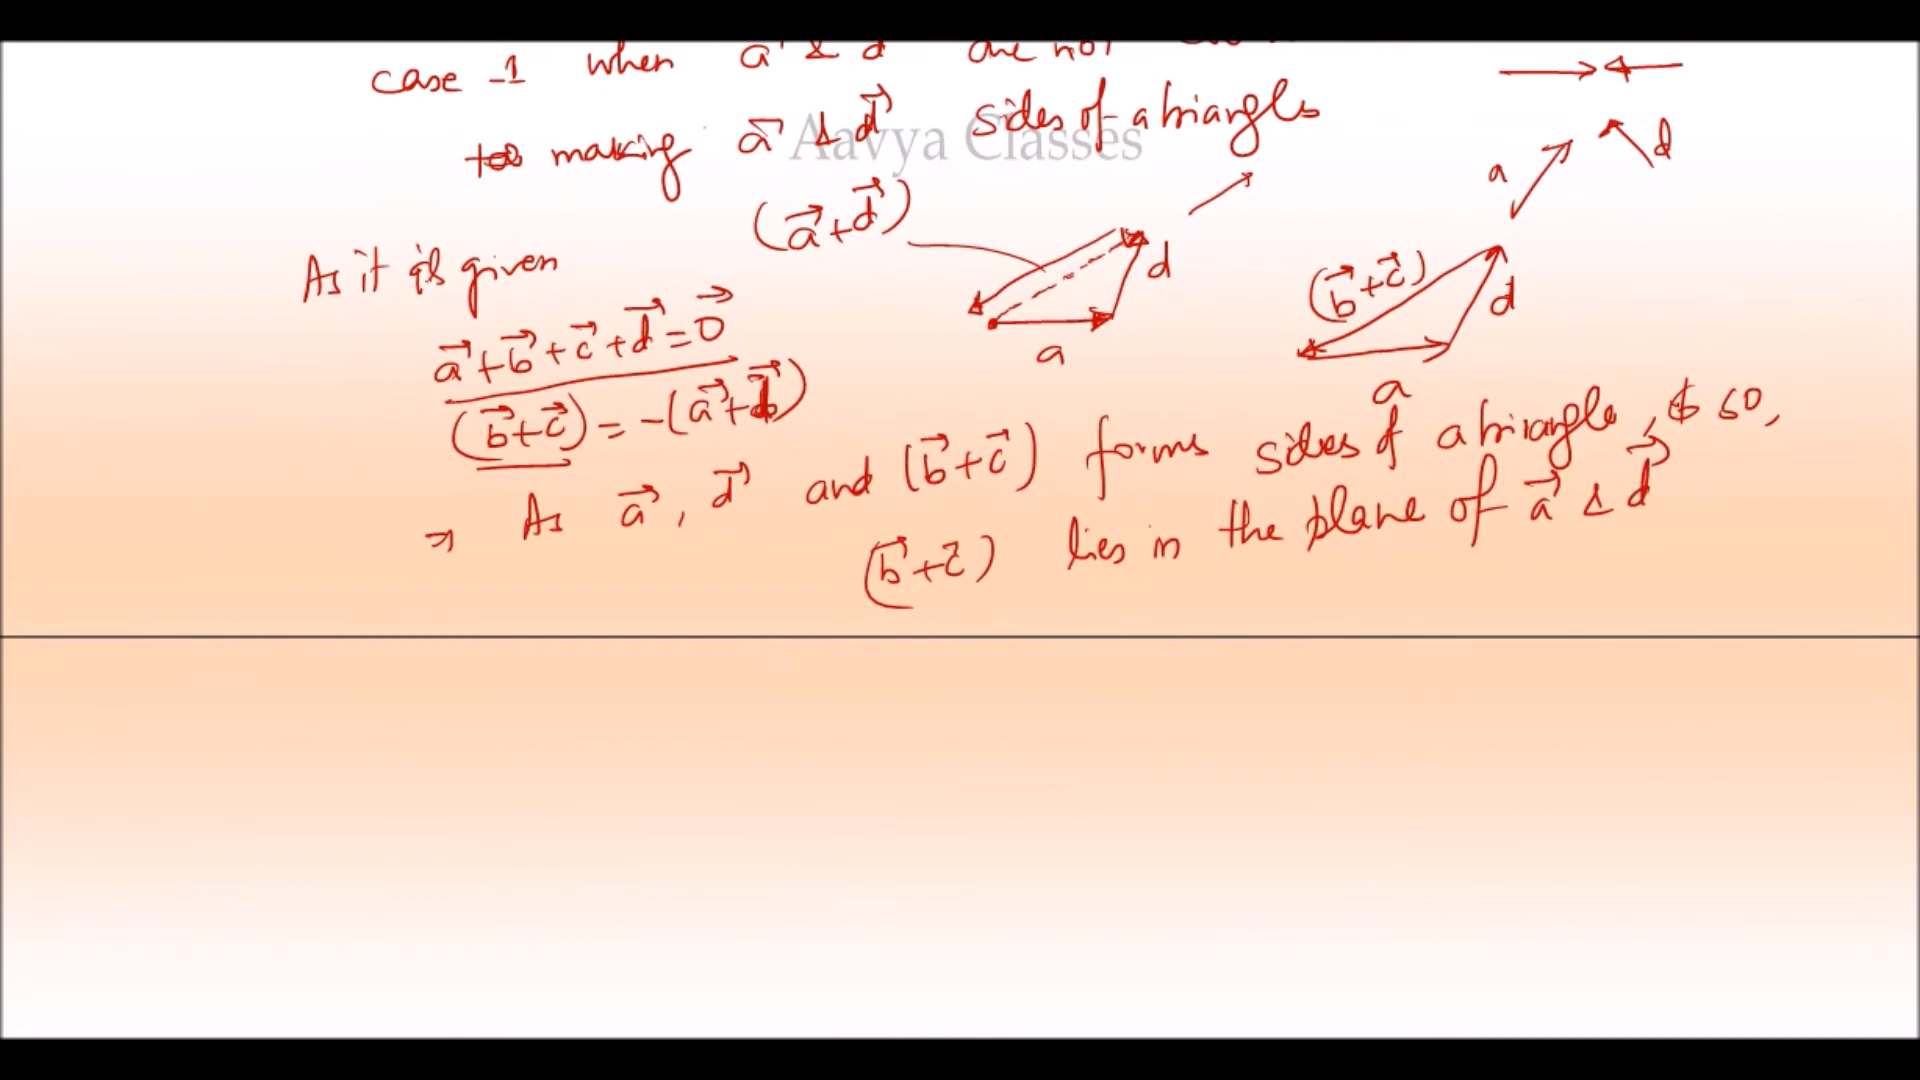 case -1 when a⃗ & d⃗ are not
making a⃗ & d⃗ sides of a triangle
Aavya Classes
(a⃗+d⃗)
d
a
a
d
(b⃗+c⃗)
d
a
As it is given
a⃗+b⃗+c⃗+d⃗=0⃗
(b⃗+c⃗)=-(a⃗+d⃗)
⇒ As a⃗, d⃗ and (b⃗+c⃗) forms sides of a triangle, so,
(b⃗+c⃗) lies in the plane of a⃗ & d⃗